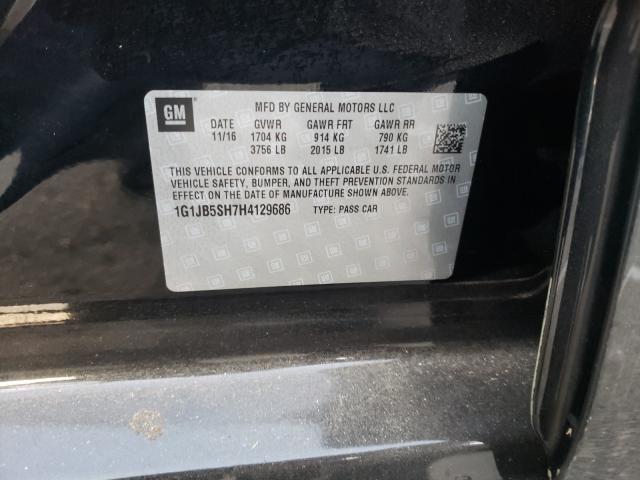 GM
MFD BY GENERAL MOTORS LLC
DATE GVWR GAWR FRT GAWR RR
11/16 1704 KG 914 KG 790 KG
3756 LB 2015 LB 1741 LB
THIS VEHICLE CONFORMS TO ALL APPLICABLE U.S. FEDERAL MOTOR
VEHICLE SAFETY, BUMPER, AND THEFT PREVENTION STANDARDS
IN EFFECT ON THE DATE OF MANUFACTURE SHOWN ABOVE.
1G1JB5SH7H4129686 TYPE: PASS CAR